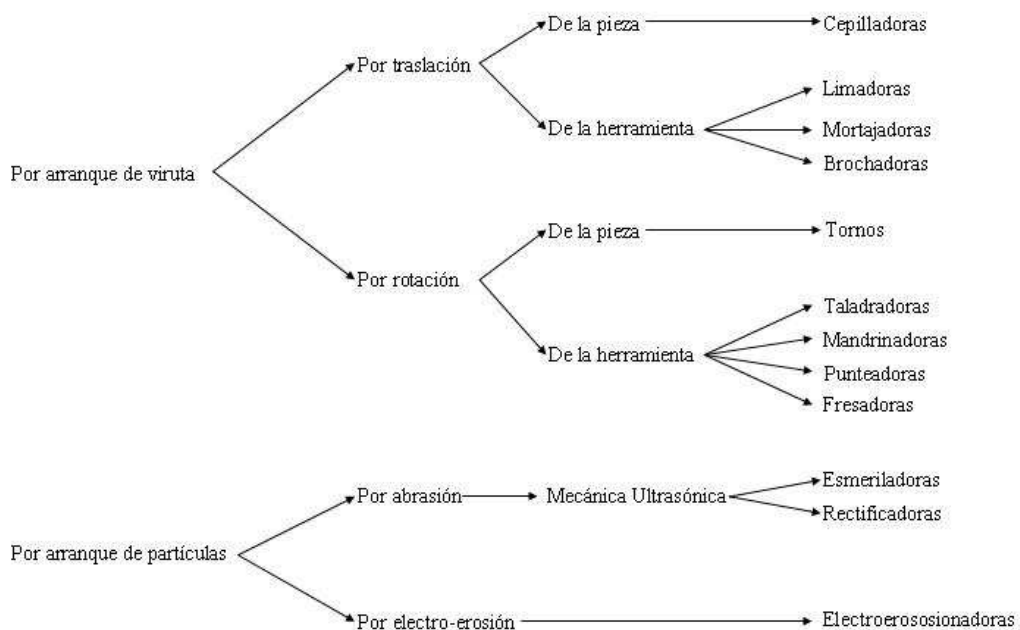 De la pieza
Cepilladoras
Por traslación
Limadoras
De la herramienta
Mortajadoras
Brochadoras
Por arranque de viruta
De la pieza
Tornos
Por rotación
Taladradoras
Mandrinadoras
De la herramienta
Punteadoras
Fresadoras
Esmeriladoras
Por abrasión
Mecánica Ultrasónica
Rectificadoras
Por arranque de partículas
Por electro-erosión
Electroerososionadoras